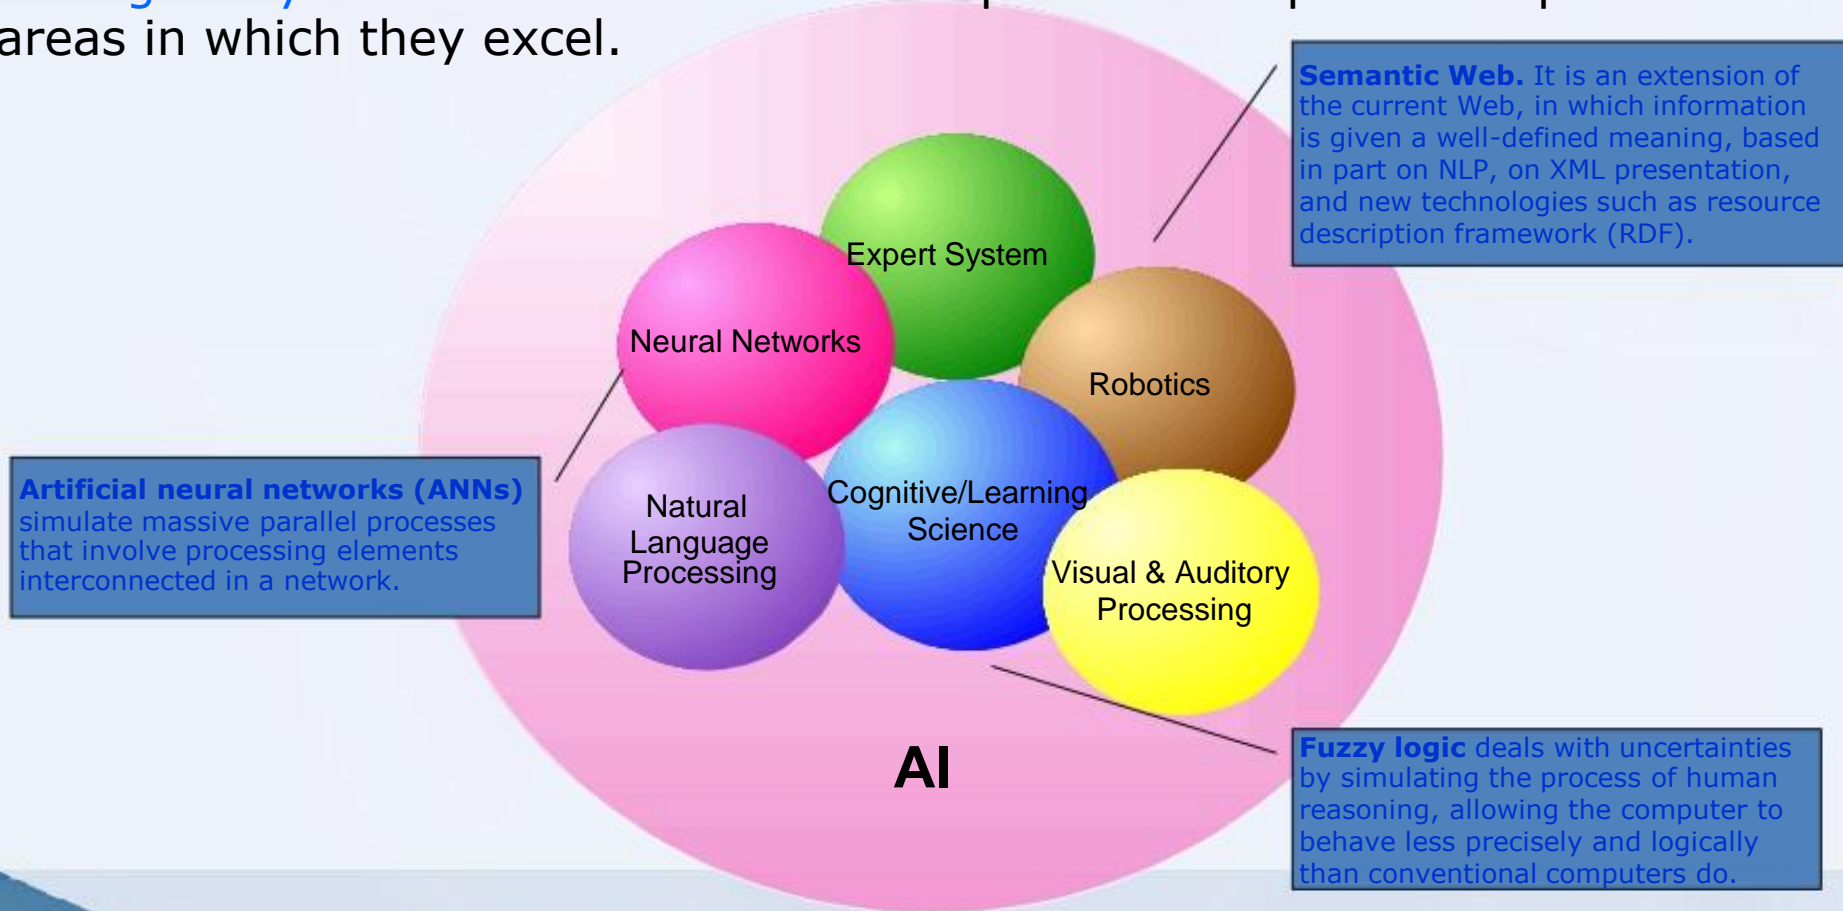 areas in which they excel.
Semantic Web. It is an extension of
the current Web, in which information
is given a well-defined meaning, based
in part on NLP, on XML presentation,
and new technologies such as resource
description framework (RDF).
Expert System
Neural Networks
Robotics
Artificial neural networks (ANNs)
simulate massive parallel processes
that involve processing elements
interconnected in a network.
Natural
Language
Processing
Cognitive/Learning
Science
Visual & Auditory
Processing
AI
Fuzzy logic deals with uncertainties
by simulating the process of human
reasoning, allowing the computer to
behave less precisely and logically
than conventional computers do.